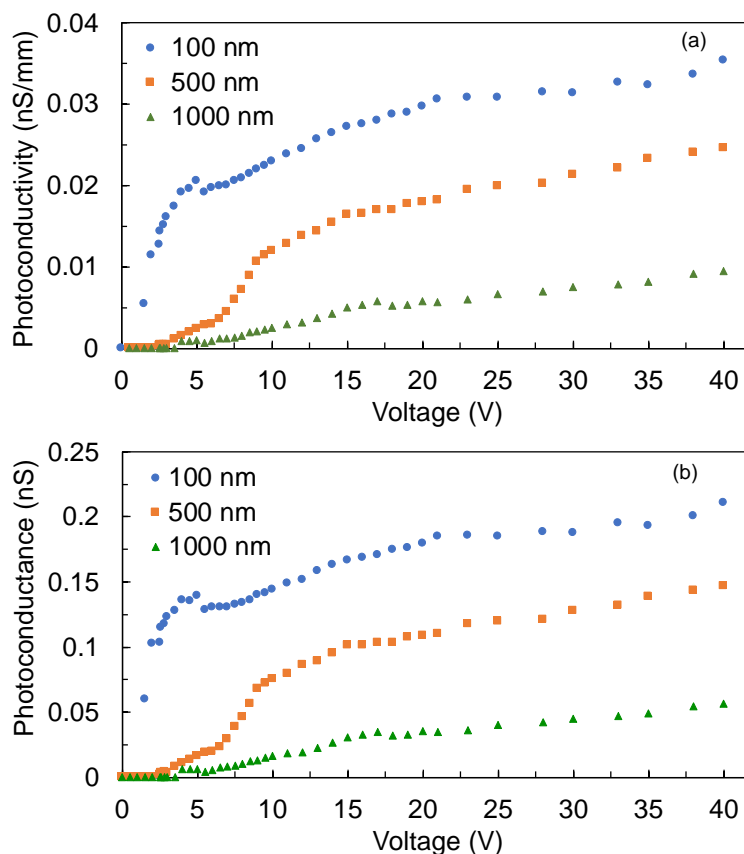 0.04
0.03
0.02
0.01
0
Photoconductivity (nS/mm)
100 nm
500 nm
1000 nm
(a)
0 5 10 15 20 25 30 35 40
Voltage (V)
0.25
0.2
0.15
0.1
0.05
0
Photoconductance (nS)
100 nm
500 nm
1000 nm
(b)
0 5 10 15 20 25 30 35 40
Voltage (V)